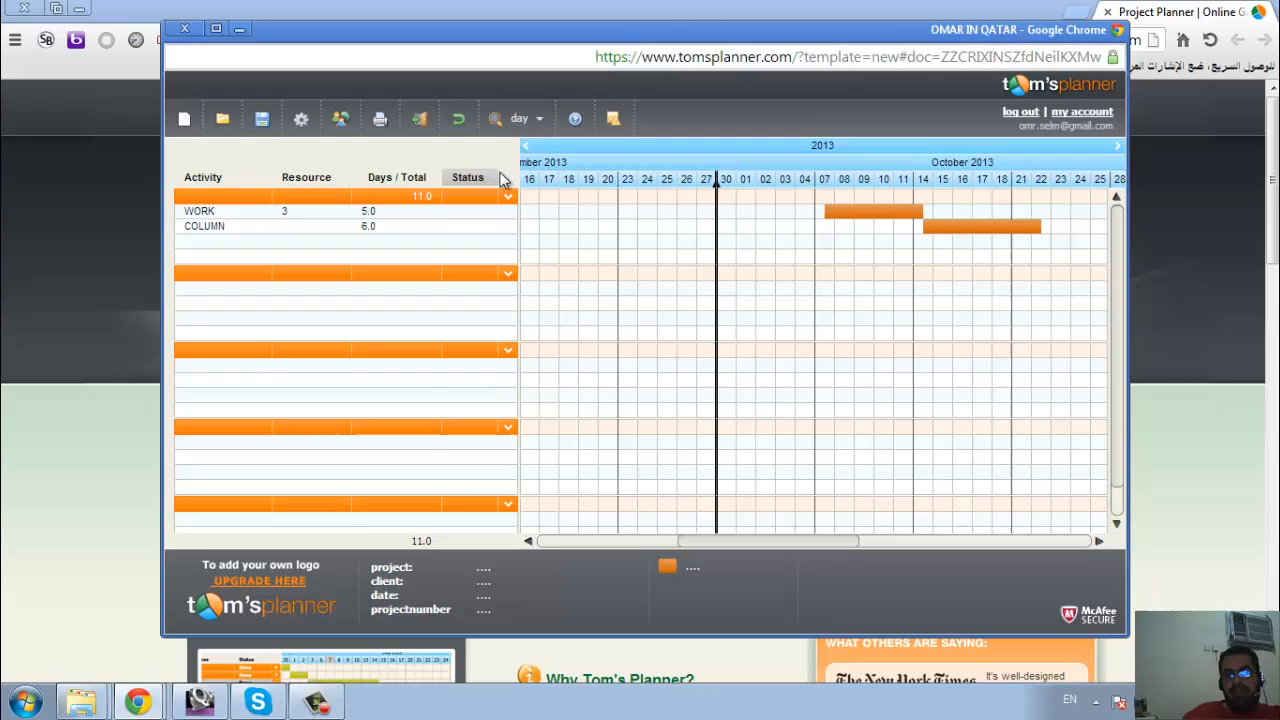 Project Planner | Online G
OMAR IN QATAR - Google Chrome
https://www.tomsplanner.com/?template=new#doc=ZZCRIXINSZfdNeilKXMw
للوصول السريع، ضع الإشارات المر
tom'splanner
log out | my account
omr.selm@gmail.com
day
2013
mber 2013 October 2013
Activity Resource Days / Total Status
16 17 18 19 20 23 24 25 26 27 30 01 02 03 04 07 08 09 10 11 14 15 16 17 18 21 22 23 24 25 28
11.0
WORK 3 5.0
COLUMN 6.0
11.0
To add your own logo
UPGRADE HERE
tom'splanner
project: ....
client: ....
date: ....
projectnumber ....
....
McAfee
SECURE
Status
Why Tom's Planner?
WHAT OTHERS ARE SAYING:
The New York Times
It's well-designed
EN